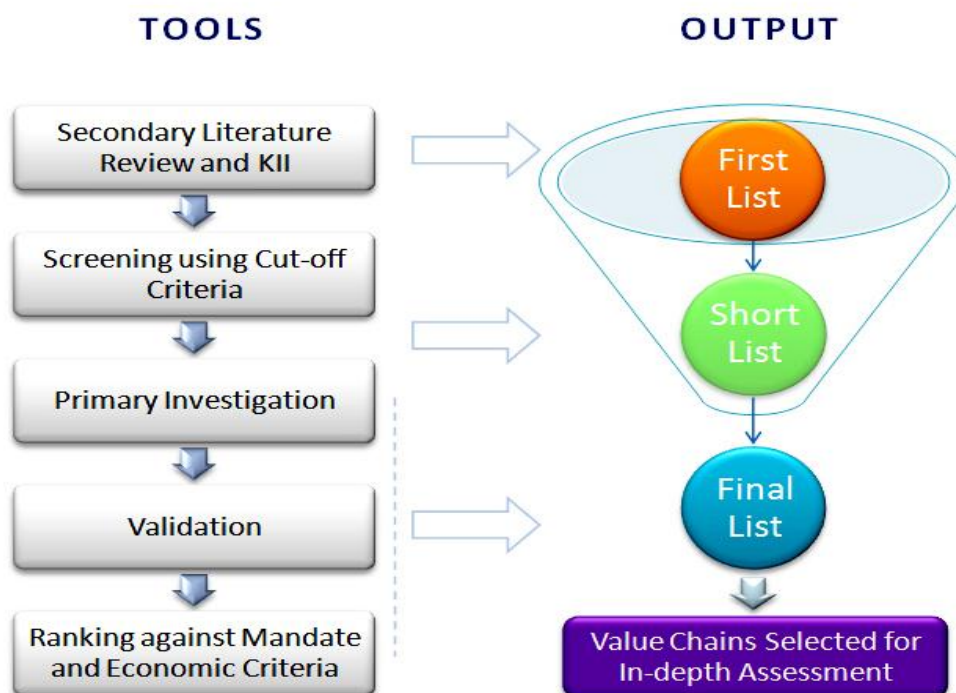 TOOLS
OUTPUT
Secondary Literature
Review and KII
Screening using Cut-off
Criteria
Primary Investigation
Validation
Ranking against Mandate
and Economic Criteria
First
List
Short
List
Final
List
Value Chains Selected for
In-depth Assessment